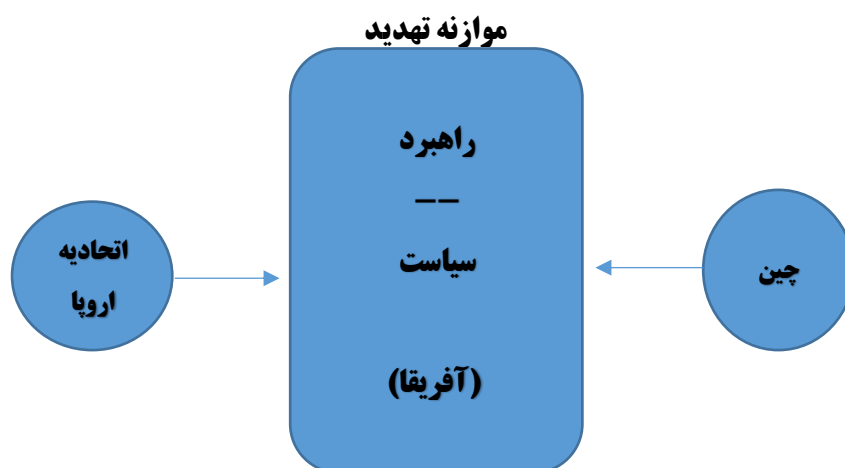 موازنه تهدید
راهبرد
--
سیاست
(آفریقا)
چین
اتحادیه
اروپا